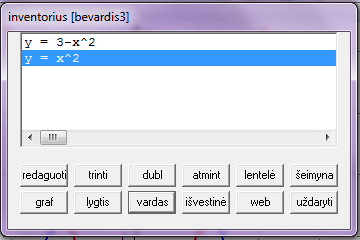 inventorius [bevardis3]
y = 3-x^2
y = x^2
redaguoti trinti dubl atmint lentelė šeimyna
graf lygtis vardas išvestinė web uždaryti